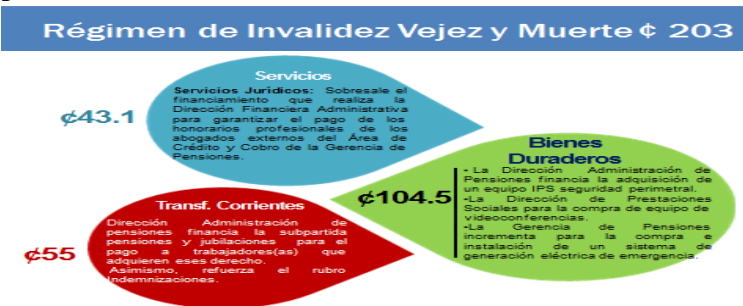 Régimen de Invalidez Vejez y Muerte ¢ 203
Servicios
Servicios Jurídicos: Sobresale el
financiamiento que realiza la
Dirección Financiera Administrativa
para garantizar el pago de los
honorarios profesionales de los
abogados externos del Área de
Crédito y Cobro de la Gerencia de
Pensiones.
¢43.1
Bienes
Duraderos
• La Dirección Administración de
Pensiones financia la adquisición de
un equipo IPS seguridad perimetral.
•La Dirección de Prestaciones
Sociales para la compra de equipo de
videoconferencias.
•La Gerencia de Pensiones
incrementa para la compra e
instalación de un sistema de
generación eléctrica de emergencia.
¢104.5
Transf. Corrientes
Dirección Administración de
pensiones financia la subpartida
pensiones y jubilaciones para el
pago a trabajadores(as) que
adquieren eses derecho.
Asimismo, refuerza el rubro
Indemnizaciones.
¢55